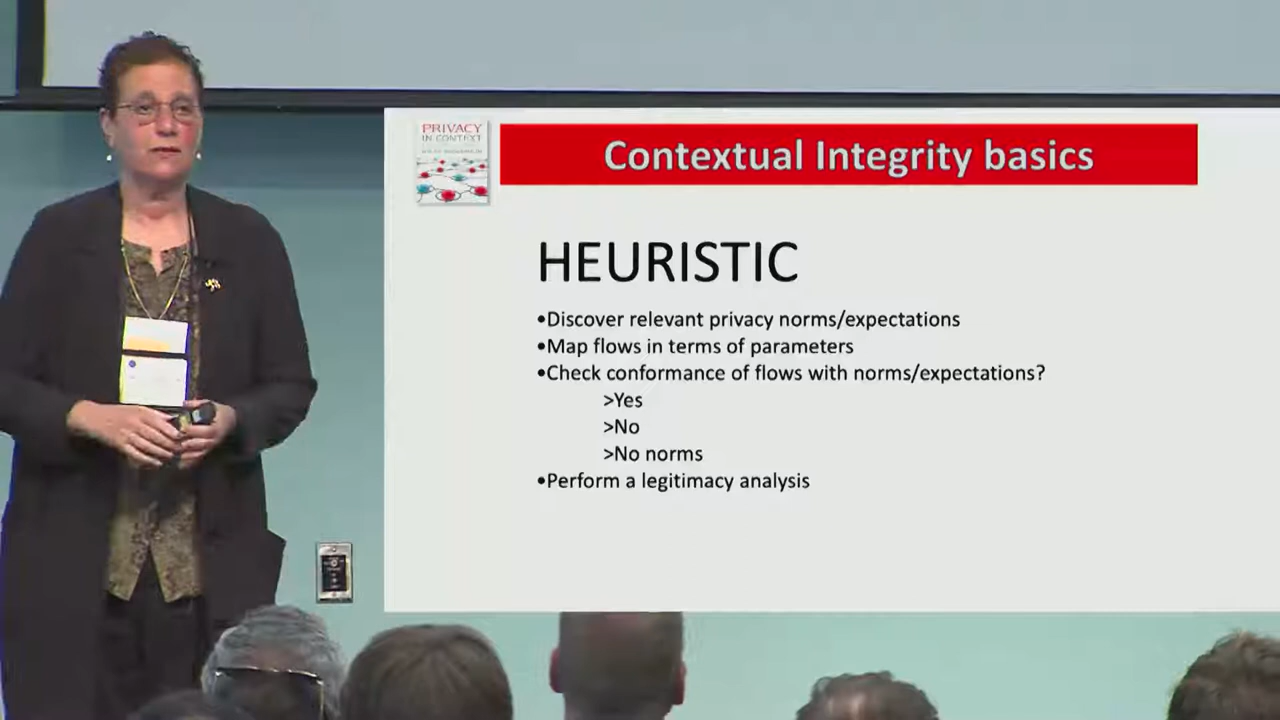 PRIVACY
IN CONTEXT
Contextual Integrity basics
HEURISTIC
•Discover relevant privacy norms/expectations
•Map flows in terms of parameters
•Check conformance of flows with norms/expectations?
>Yes
>No
>No norms
•Perform a legitimacy analysis